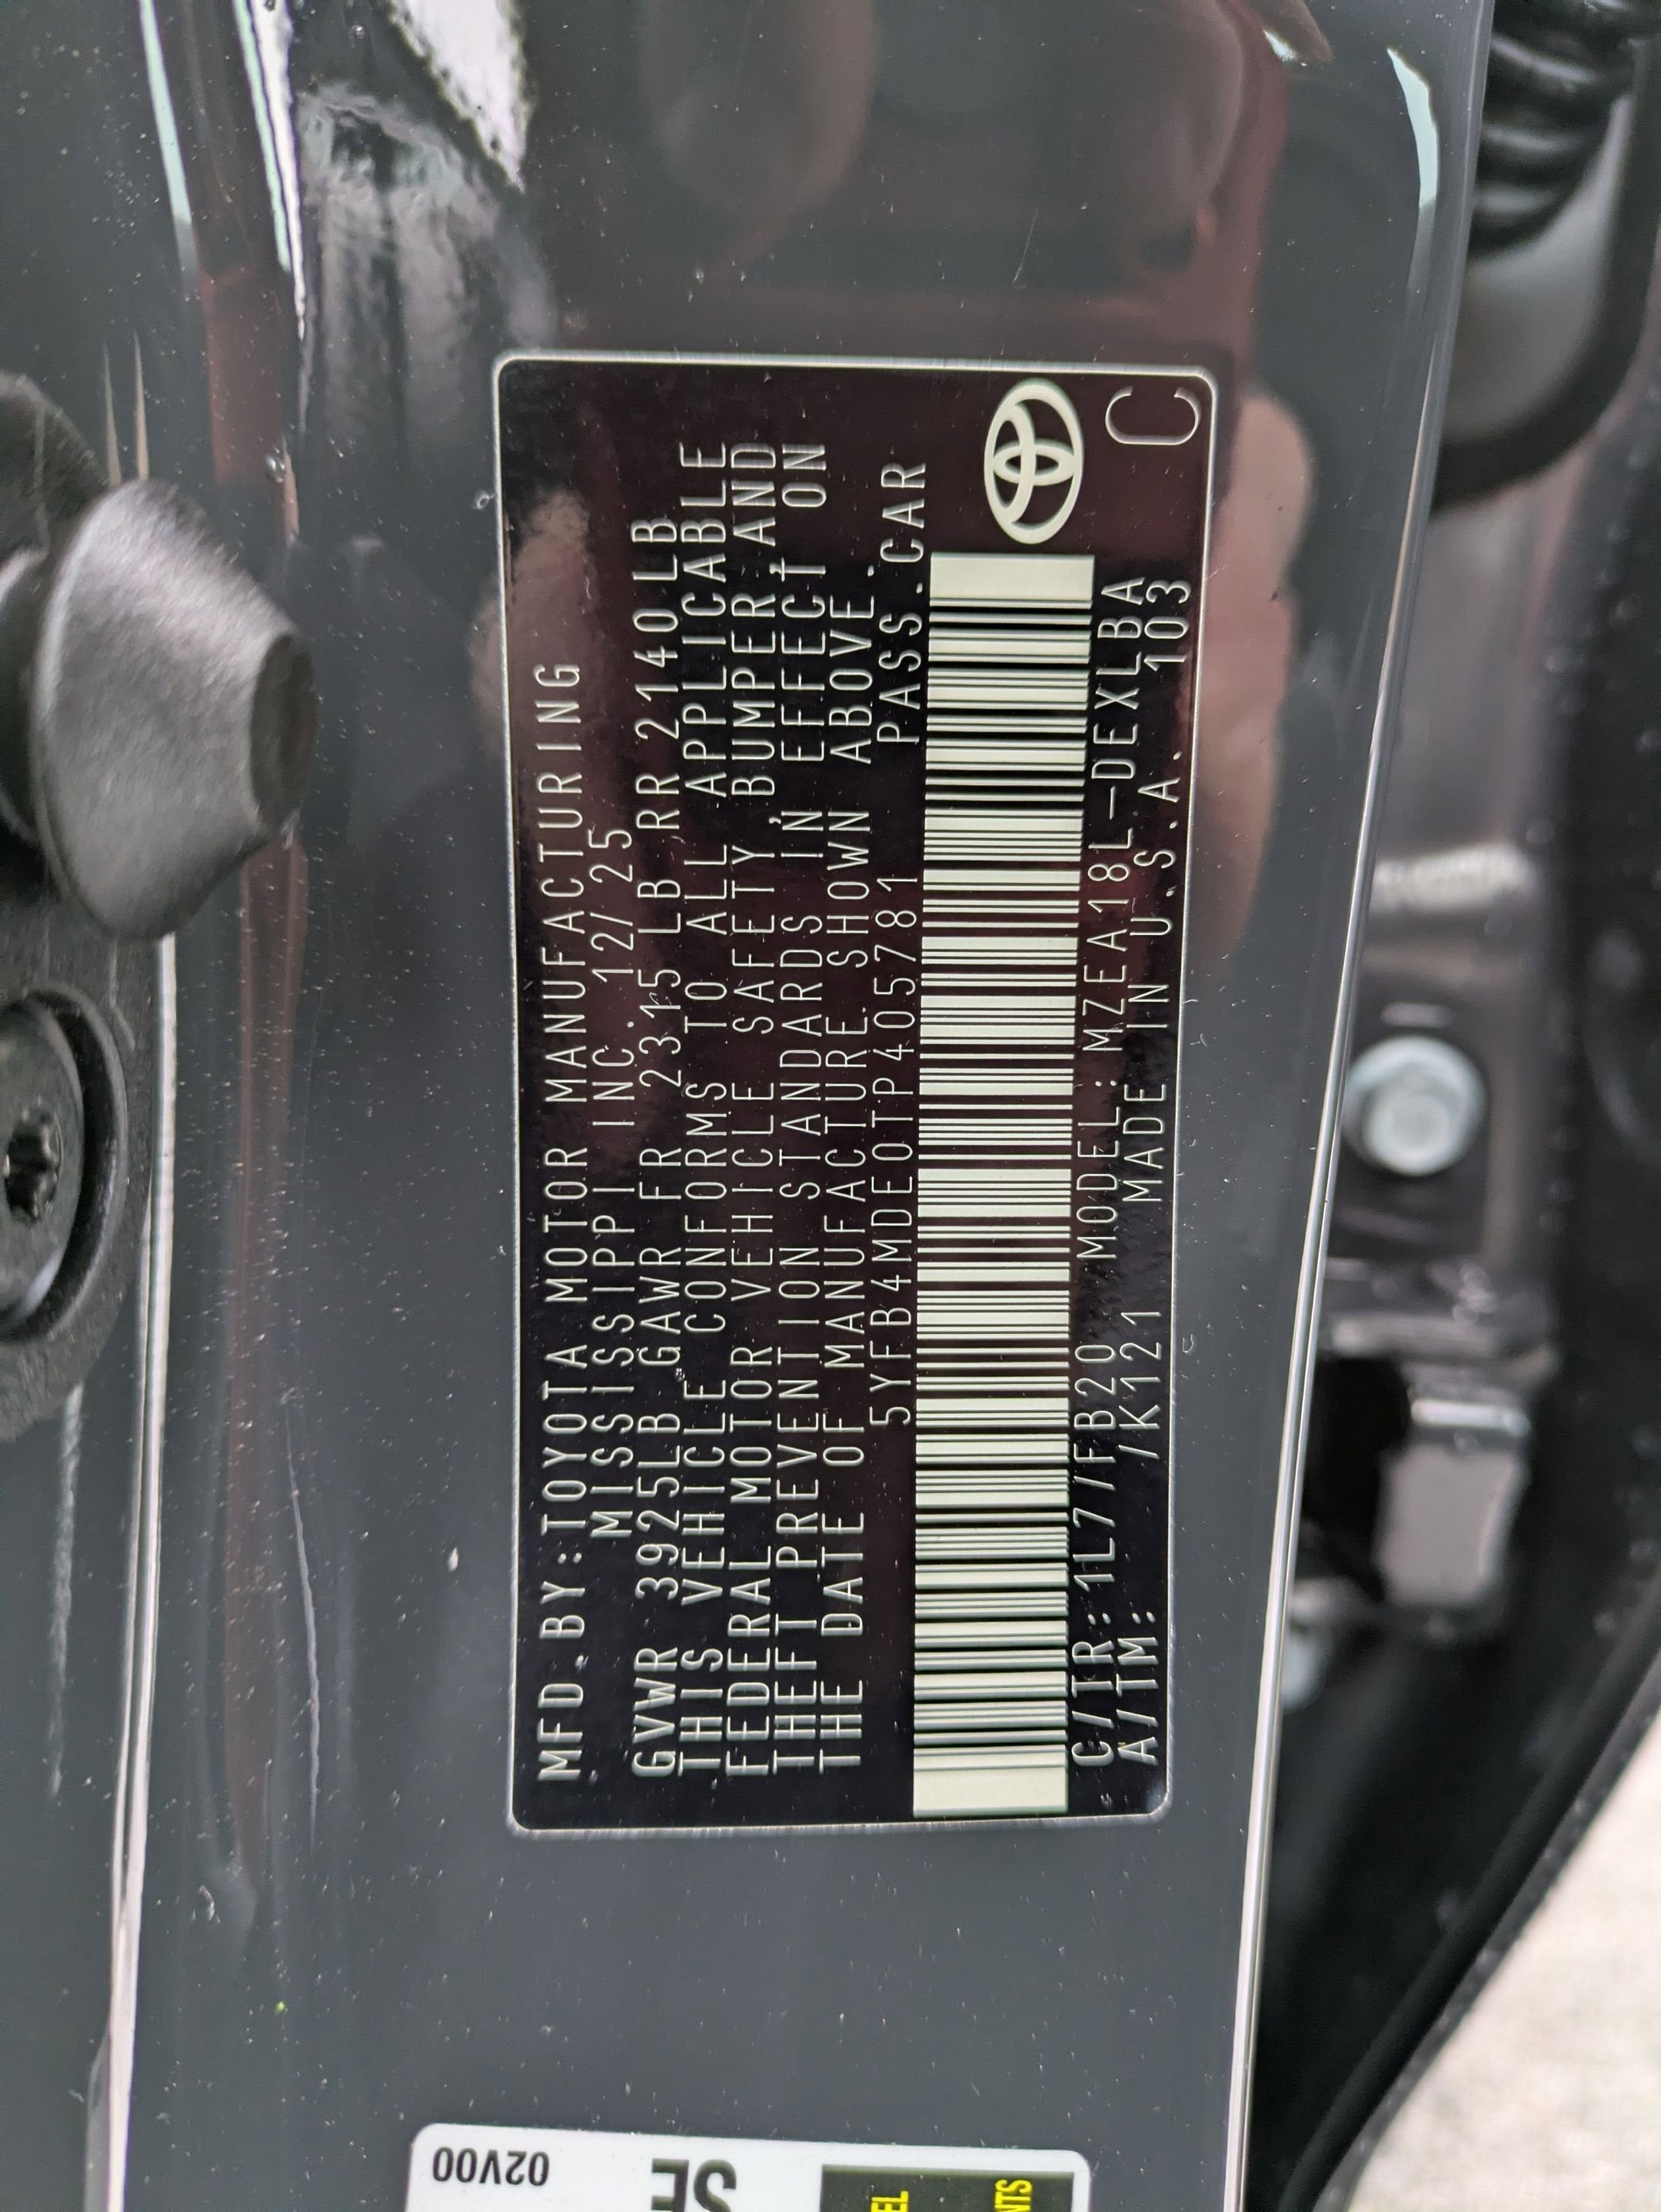 MFD.BY:TOYOTA MOTOR MANUFACTURING
MISSISSIPPI INC. 12/25
GVWR 3925LB GAWR FR 2315LB RR 2140LB
THIS VEHICLE CONFORMS TO ALL APPLICABLE
FEDERAL MOTOR VEHICLE SAFETY, BUMPER, AND
THEFT PREVENTION STANDARDS IN EFFECT ON
THE DATE OF MANUFACTURE SHOWN ABOVE.
5YFB4MDE0TP405781 PASS.CAR
C/TR:1L7/FB20 MODEL:MZEA18L-DEXLBA
A/TM: /K121 MADE IN U.S.A. 103
C
02V00